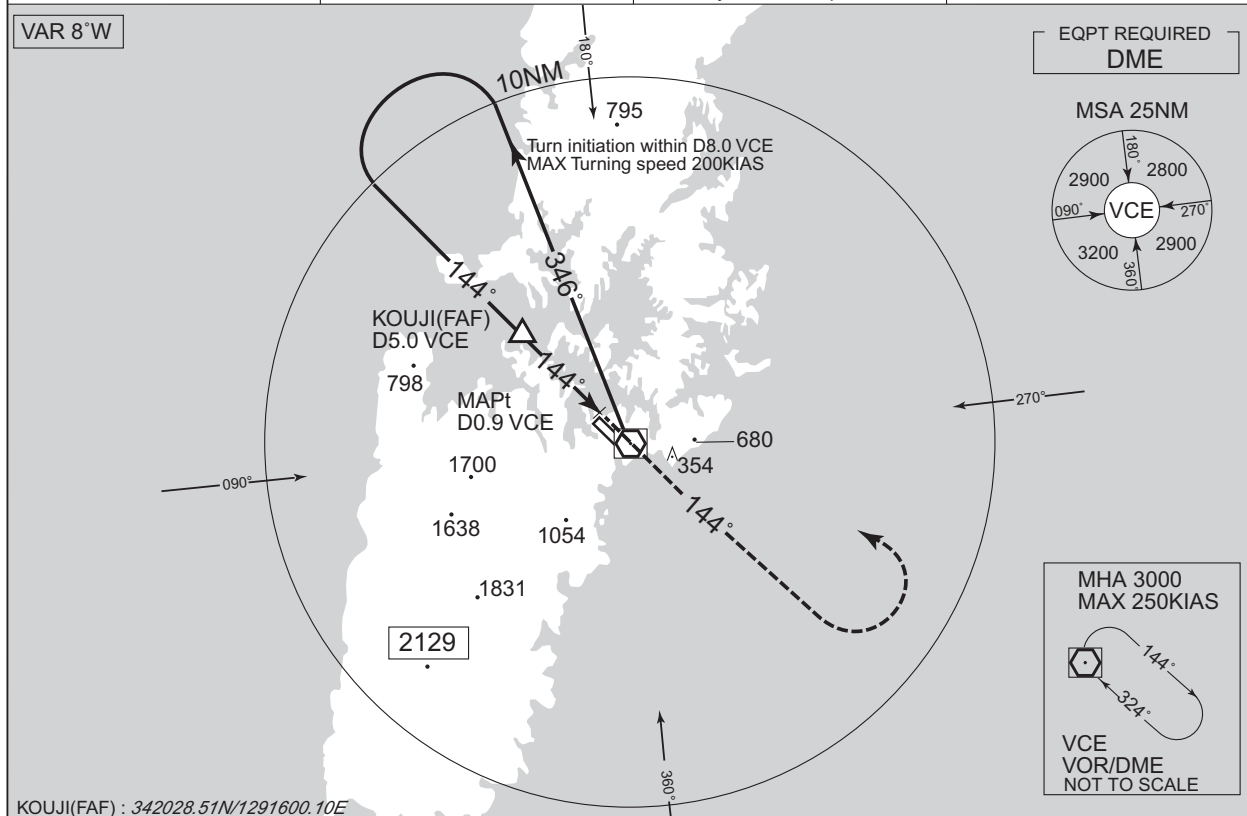 VAR 8°W
180°
10NM
795
Turn initiation within D8.0 VCE
MAX Turning speed 200KIAS
EQPT REQUIRED
DME
MSA 25NM
180°
2900
2800
090°
VCE
270°
3200
2900
360°
144°
346°
KOUJI(FAF)
D5.0 VCE
798
144°
MAPt
D0.9 VCE
270°
680
354
1700
090°
1638
1054
144°
1831
2129
MHA 3000
MAX 250KIAS
144°
324°
VCE
VOR/DME
NOT TO SCALE
360°
KOUJI(FAF) : 342028.51N/1291600.10E